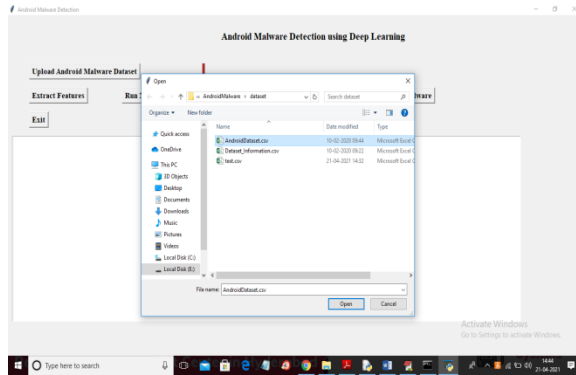 Android Malware Detection
Android Malware Detection using Deep Learning
Upload Android Malware Dataset
Extract Features
Run
ware
Exit
Open
« AndroidMalware › dataset
Search dataset
Organize
New folder
Name
Date modified
Type
Quick access
OneDrive
This PC
3D Objects
Desktop
Documents
Downloads
Music
Pictures
Videos
Local Disk (C:)
Local Disk (E:)
AndroidDataset.csv
10-02-2020 09:44
Microsoft Excel C
Dataset_Information.csv
10-02-2020 09:22
Microsoft Excel C
test.csv
21-04-2021 14:32
Microsoft Excel C
File name:
AndroidDataset.csv
Open
Cancel
Activate Windows
Go to Settings to activate Windows.
Type here to search
14:44
21-04-2021